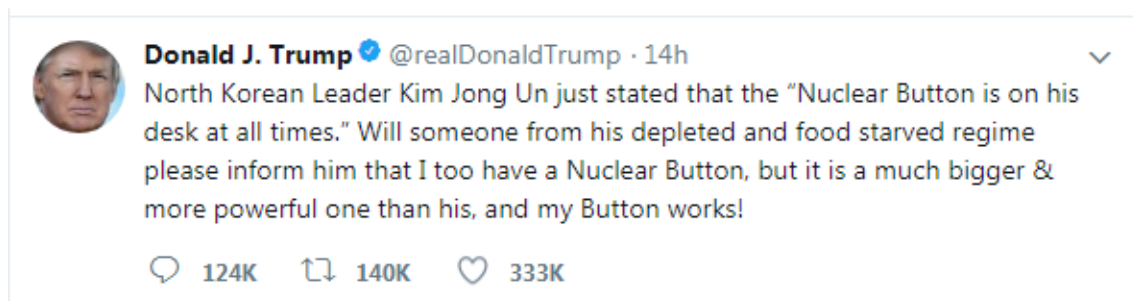 Donald J. Trump @realDonaldTrump · 14h
North Korean Leader Kim Jong Un just stated that the “Nuclear Button is on his
desk at all times.” Will someone from his depleted and food starved regime
please inform him that I too have a Nuclear Button, but it is a much bigger &
more powerful one than his, and my Button works!
124K 140K 333K